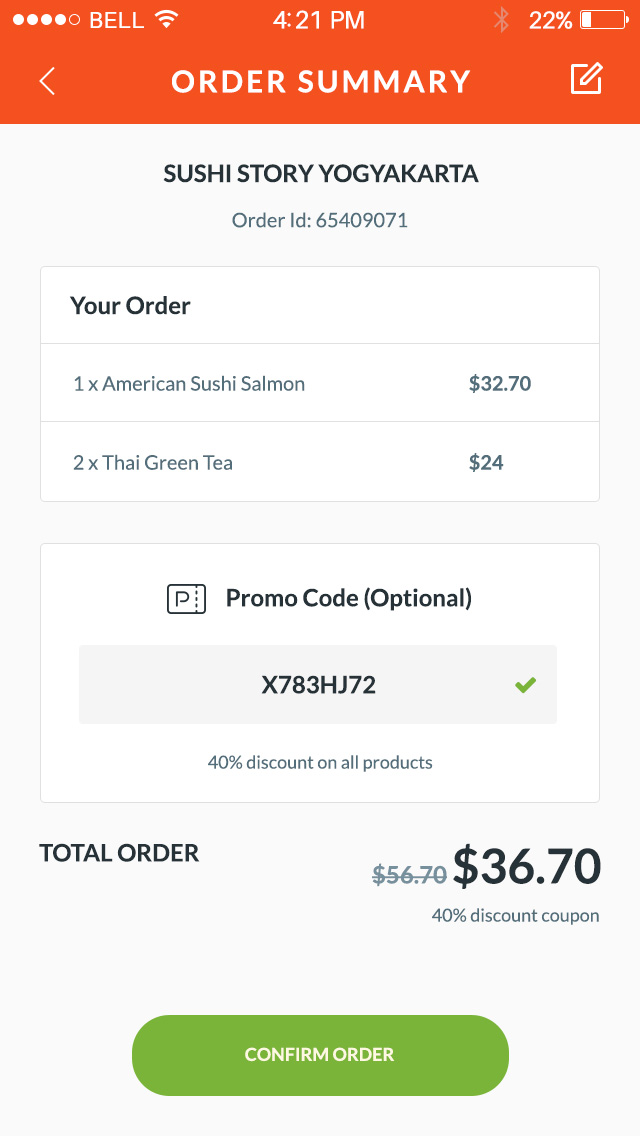 BELL 4:21 PM 22%
ORDER SUMMARY
SUSHI STORY YOGYAKARTA
Order Id: 65409071
Your Order
1 x American Sushi Salmon $32.70
2 x Thai Green Tea $24
P Promo Code (Optional)
X783HJ72
40% discount on all products
TOTAL ORDER $56.70 $36.70
40% discount coupon
CONFIRM ORDER